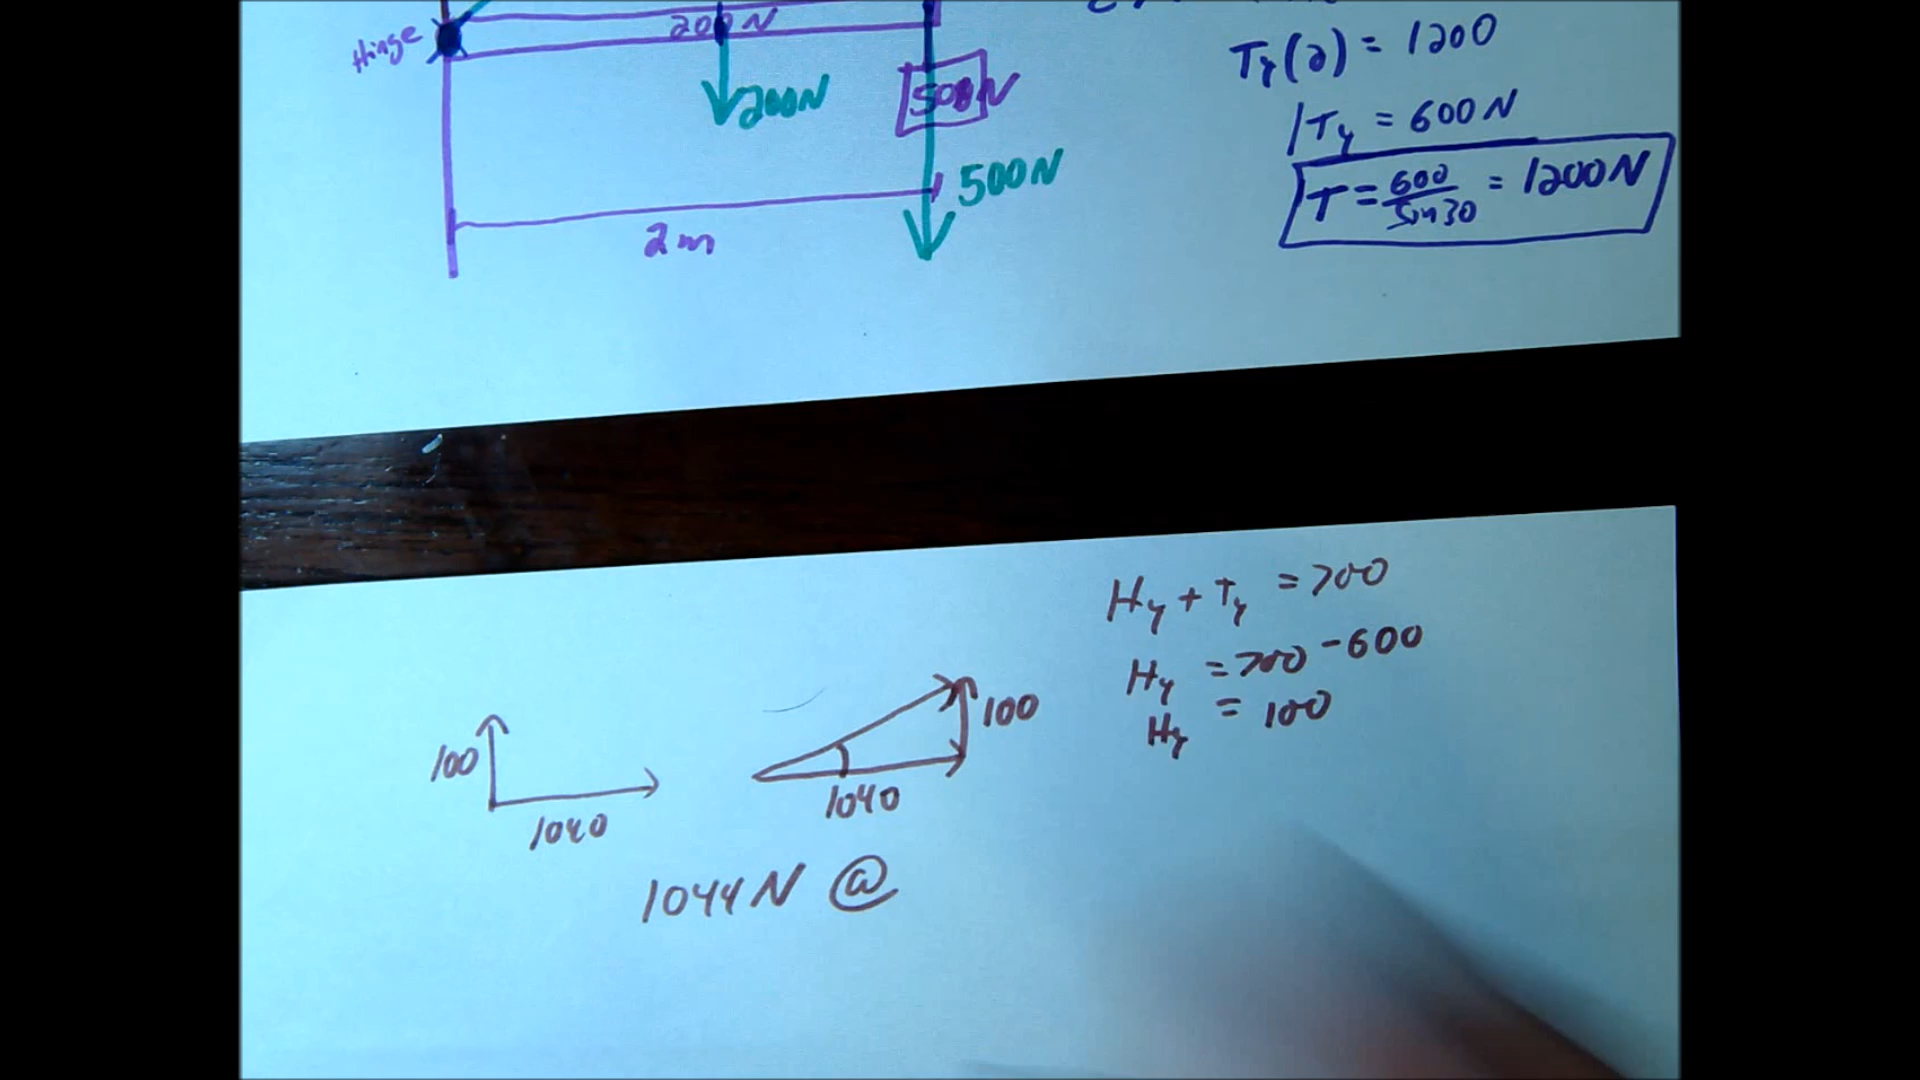 Hinge
200N
200N
500N
500N
2m
Ty(2) = 1200
Ty = 600N
T = 600/Sin30 = 1200N
Hy + Ty = 700
Hy = 700 - 600
Hy = 100
100
1040
100
1040
1044N @